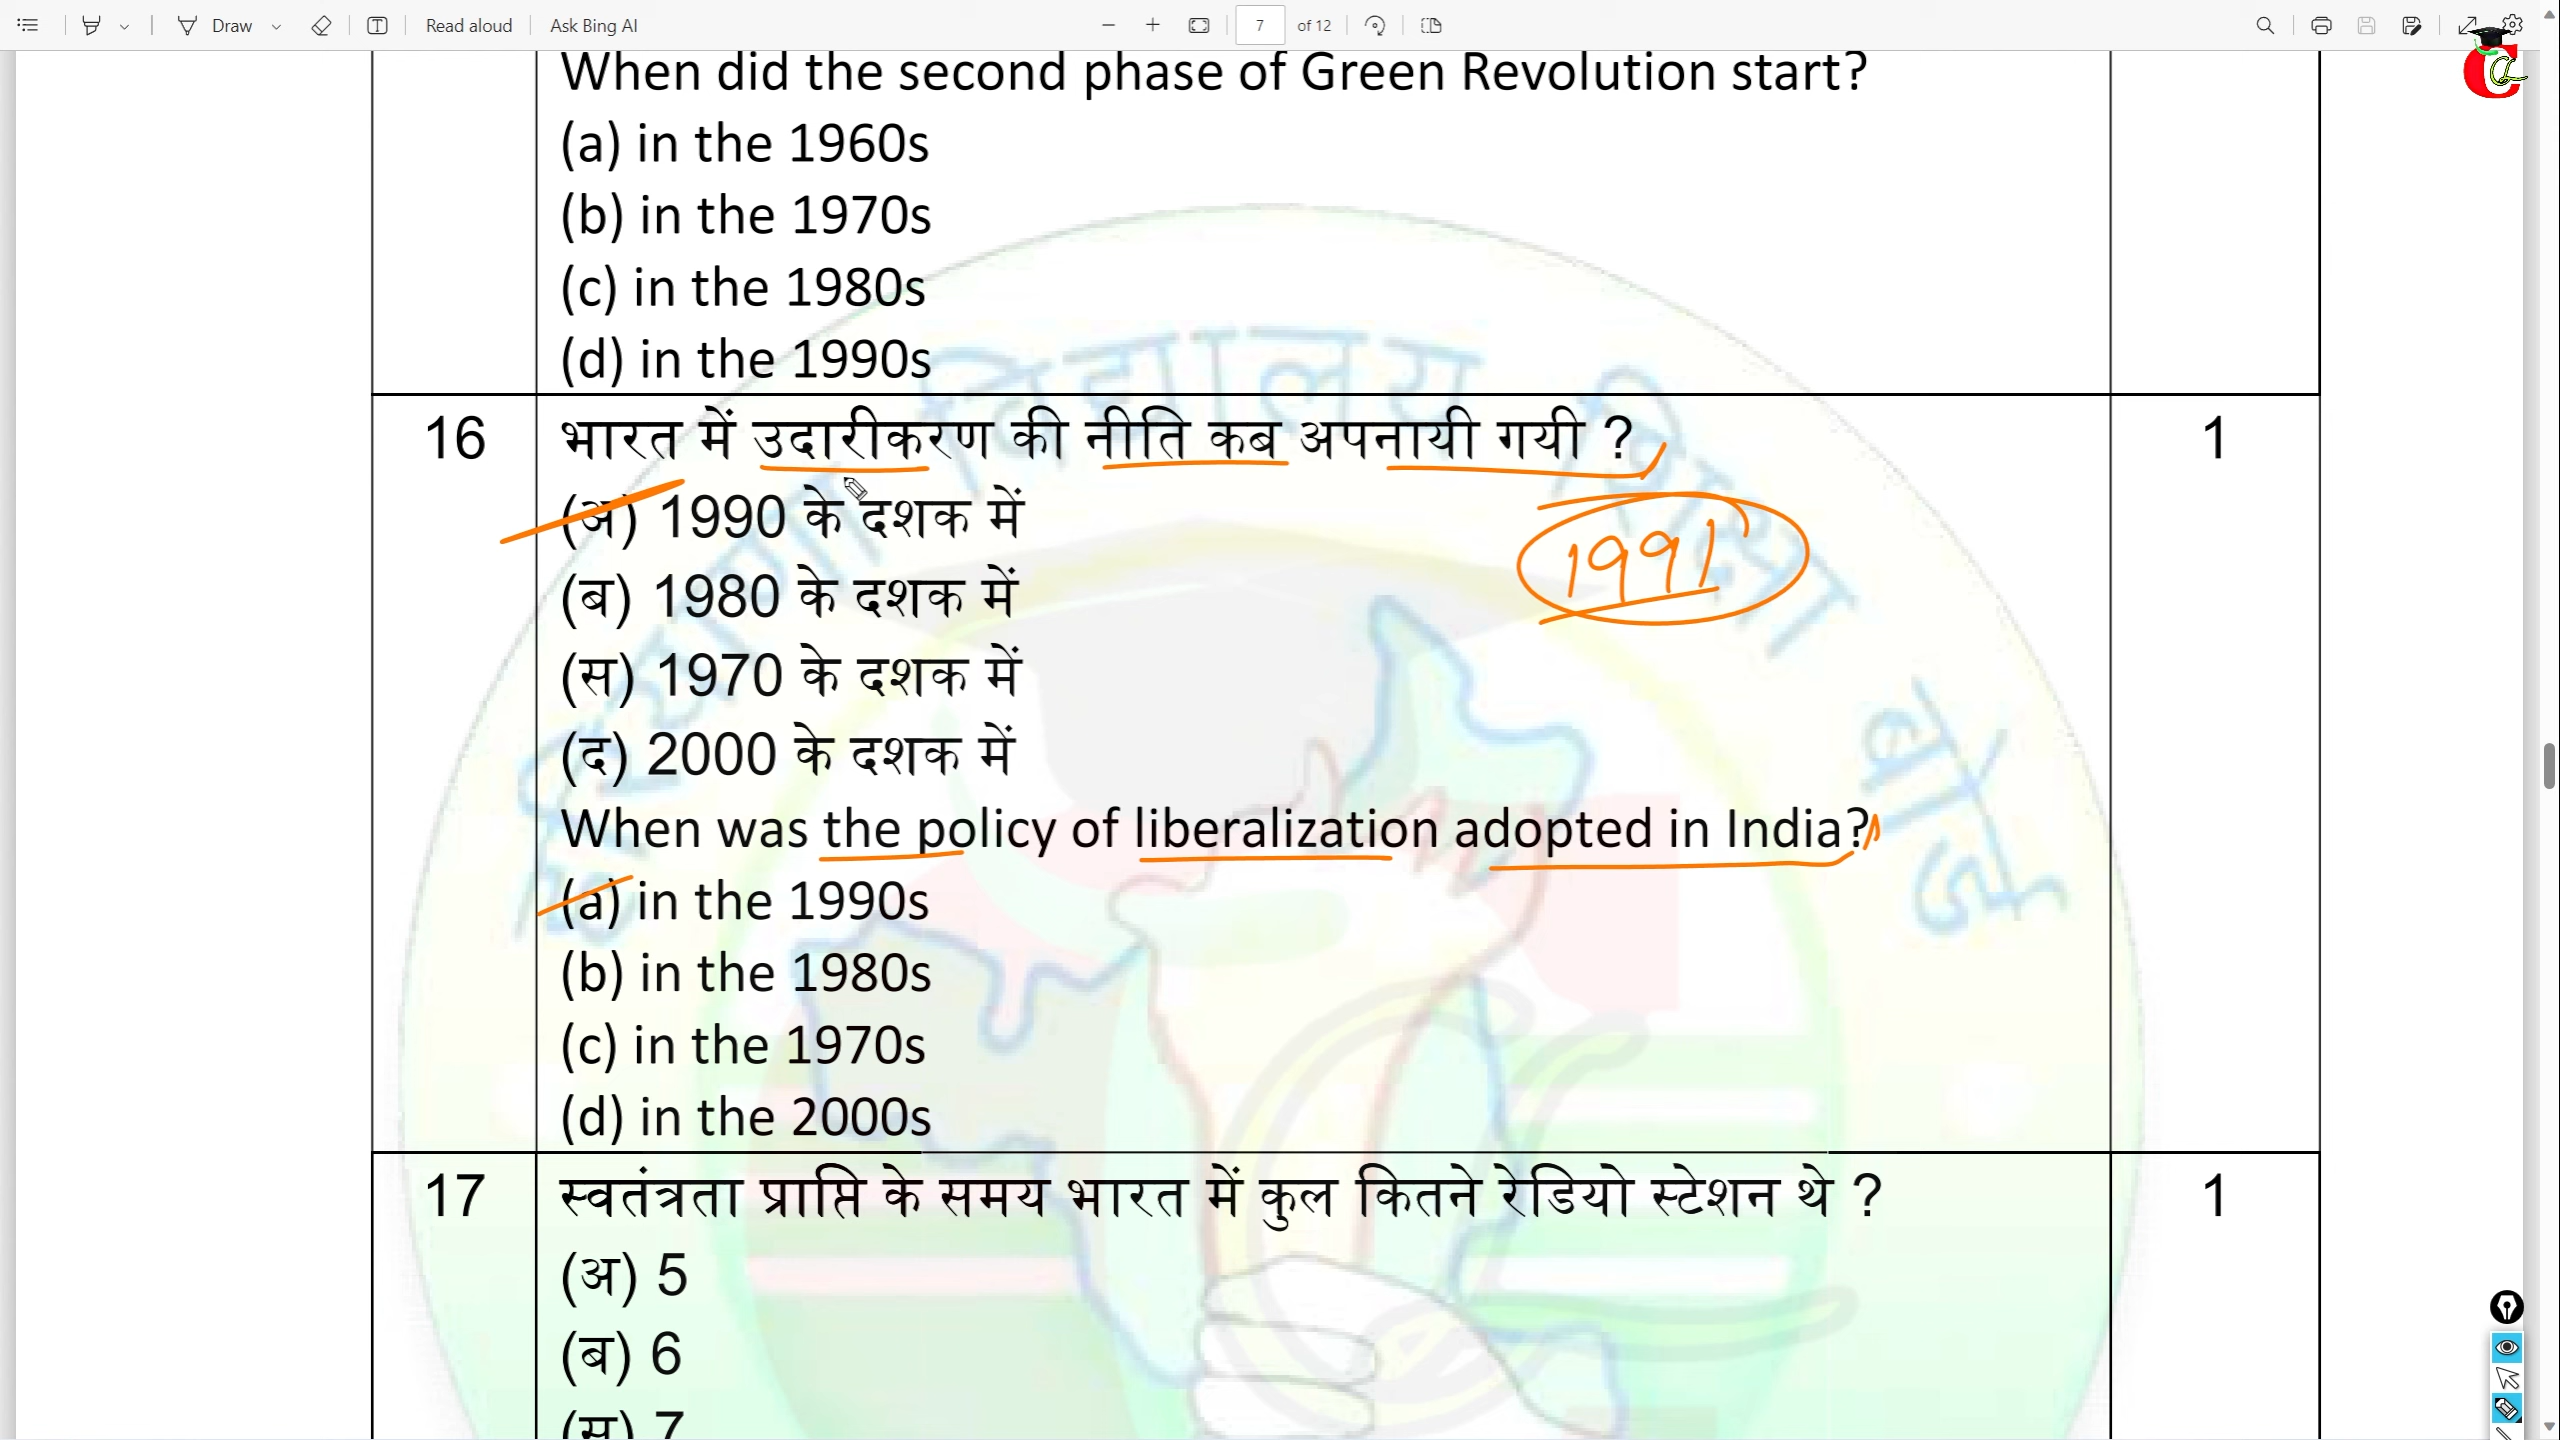 Draw
Read aloud
Ask Bing AI
7 of 12
When did the second phase of Green Revolution start?
(a) in the 1960s
(b) in the 1970s
(c) in the 1980s
(d) in the 1990s
16 भारत में उदारीकरण की नीति कब अपनायी गयी ? 1
(अ) 1990 के दशक में
1991
(ब) 1980 के दशक में
(स) 1970 के दशक में
(द) 2000 के दशक में
When was the policy of liberalization adopted in India?
(a) in the 1990s
(b) in the 1980s
(c) in the 1970s
(d) in the 2000s
17 स्वतंत्रता प्राप्ति के समय भारत में कुल कितने रेडियो स्टेशन थे ? 1
(अ) 5
(ब) 6
(स) 7
विद्यालय शिक्षा बोर्ड